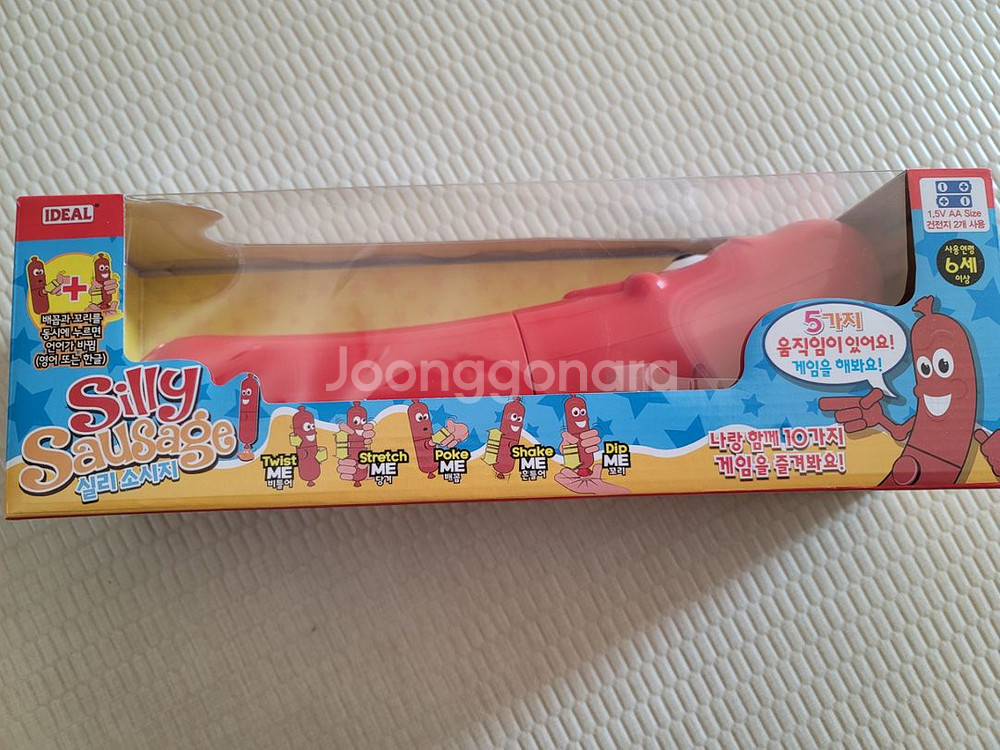 IDEAL
배꼽과 꼬리를
동시에 누르면
언어가 바뀜
(영어 또는 한글)
Silly
Sausage
실리 소시지
Twist
ME
비틀어
Stretch
ME
당겨
Poke
ME
배꼽
Shake
ME
흔들어
Dip
ME
꼬리
Joonggonara
1.5V AA Size
건전지 2개 사용
사용연령
6세
이상
5가지
움직임이 있어요!
게임을 해봐요!
나랑 함께 10가지
게임을 즐겨봐요!